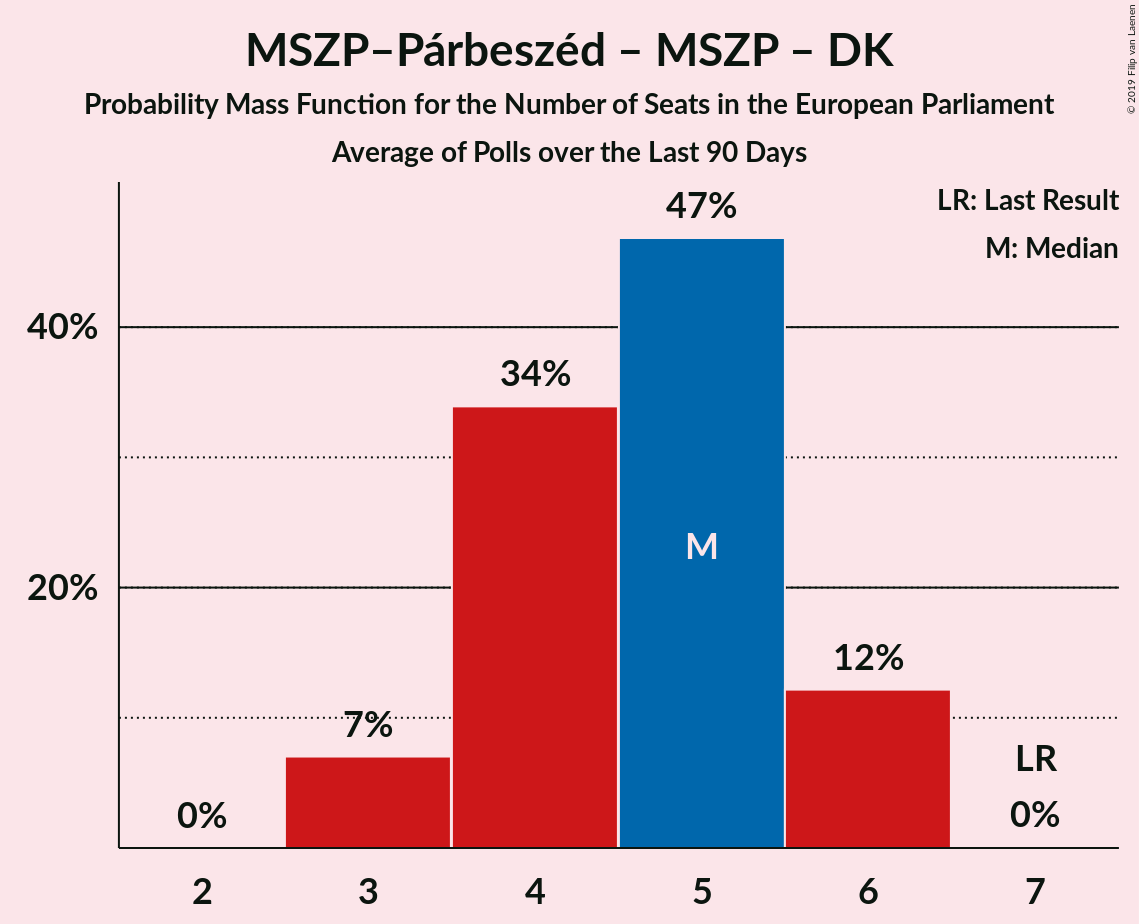 MSZP–Párbeszéd – MSZP – DK
Probability Mass Function for the Number of Seats in the European Parliament
Average of Polls over the Last 90 Days
© 2019 Filip van Laenen
LR: Last Result
M: Median
40%
20%
0%
7%
34%
47%
M
12%
LR
0%
2 3 4 5 6 7